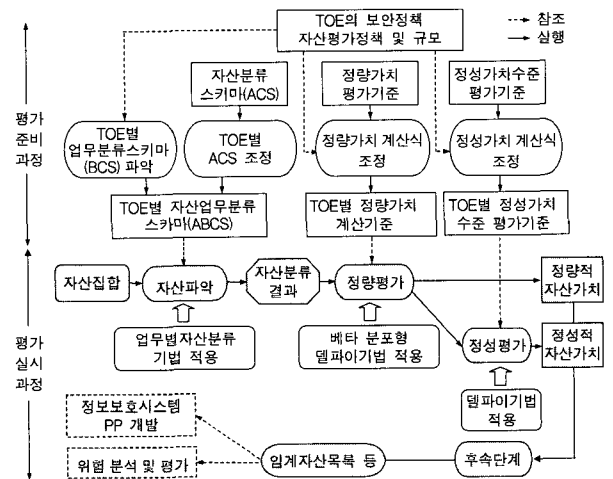 TOE의 보안정책
자산평가정책 및 규모
참조
실행
평가
준비
과정
자산분류
스키마(ACS)
정량가치
평가기준
정성가치수준
평가기준
TOE별
업무분류스키마
(BCS) 파악
TOE별
ACS 조정
정량가치 계산식
조정
정성가치 계산식
조정
TOE별 자산업무분류
스카마(ABCS)
TOE별 정량가치
계산기준
TOE별 정성가치
수준 평가기준
평가
실시
과정
자산집합
자산파악
자산분류
결과
정량평가
정량적
자산가치
업무법자산분류
기법 적용
베타 분포형
델파이기법 적용
정성평가
정성적
자산가치
델파이기법
적용
정보보호시스템
PP 개발
위험 분석 및 평가
임계자산목록 등
후속단계